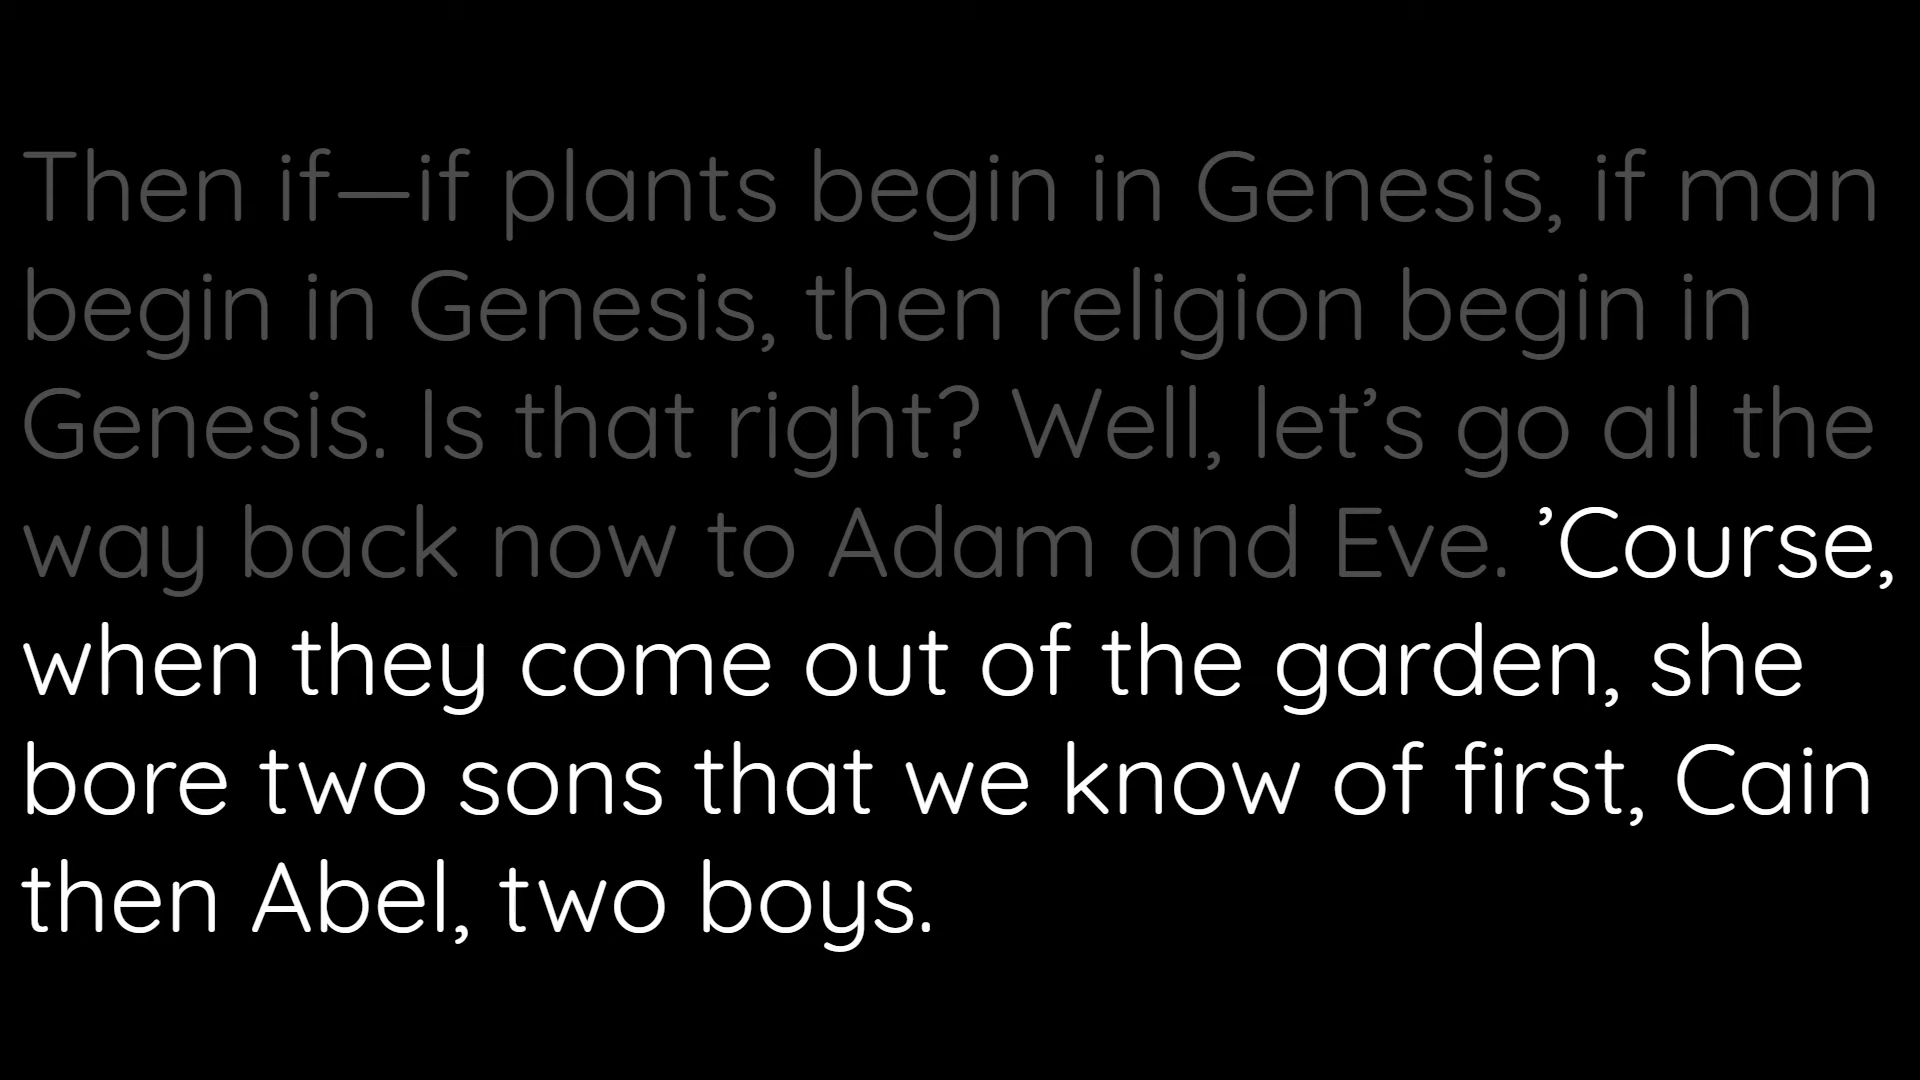 Then if—if plants begin in Genesis, if man
begin in Genesis, then religion begin in
Genesis. Is that right? Well, let’s go all the
way back now to Adam and Eve. ’Course,
when they come out of the garden, she
bore two sons that we know of first, Cain
then Abel, two boys.